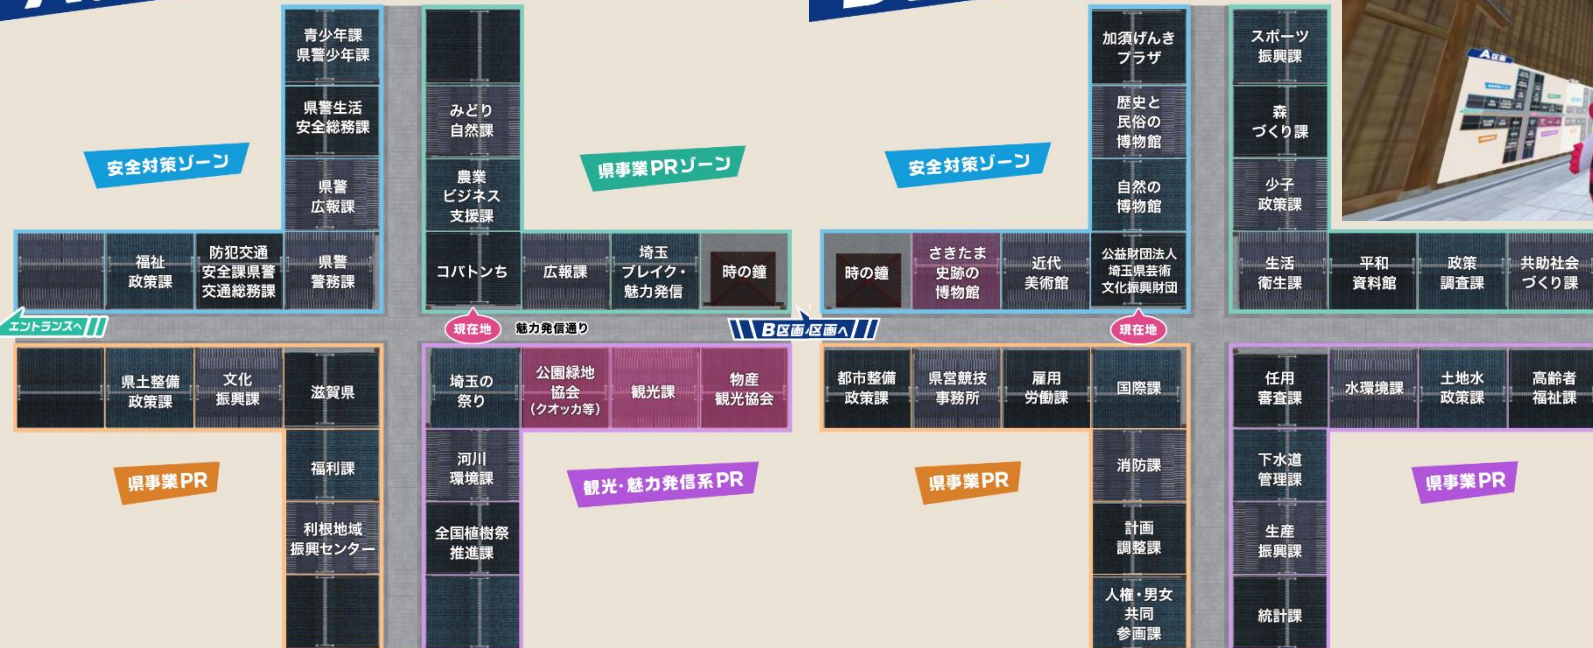 青少年課
県警少年課
県警生活
安全総務課
みどり
自然課
安全対策ゾーン
県事業PRゾーン
県警
広報課
農業
ビジネス
支援課
福祉
政策課
防犯交通
安全課県警
交通総務課
県警
警務課
コバトンち
広報課
埼玉
ブレイク・
魅力発信
時の鐘
エントランスへ
現在地
魅力発信通り
B区画
県土整備
政策課
文化
振興課
滋賀県
埼玉の
祭り
公園緑地
協会
(クオッカ等)
観光課
物産
観光協会
県事業PR
福利課
河川
環境課
観光・魅力発信系PR
利根地域
振興センター
全国植樹祭
推進課
加須げんき
プラザ
スポーツ
振興課
歴史と
民俗の
博物館
森
づくり課
安全対策ゾーン
自然の
博物館
少子
政策課
時の鐘
さきたま
史跡の
博物館
近代
美術館
公益財団法人
埼玉県芸術
文化振興財団
生活
衛生課
平和
資料館
政策
調査課
共助社会
づくり課
区画へ
現在地
都市整備
政策課
県営競技
事務所
雇用
労働課
国際課
任用
審査課
水環境課
土地水
政策課
高齢者
福祉課
県事業PR
消防課
下水道
管理課
県事業PR
計画
調整課
生産
振興課
人権・男女
共同
参画課
統計課
A区画